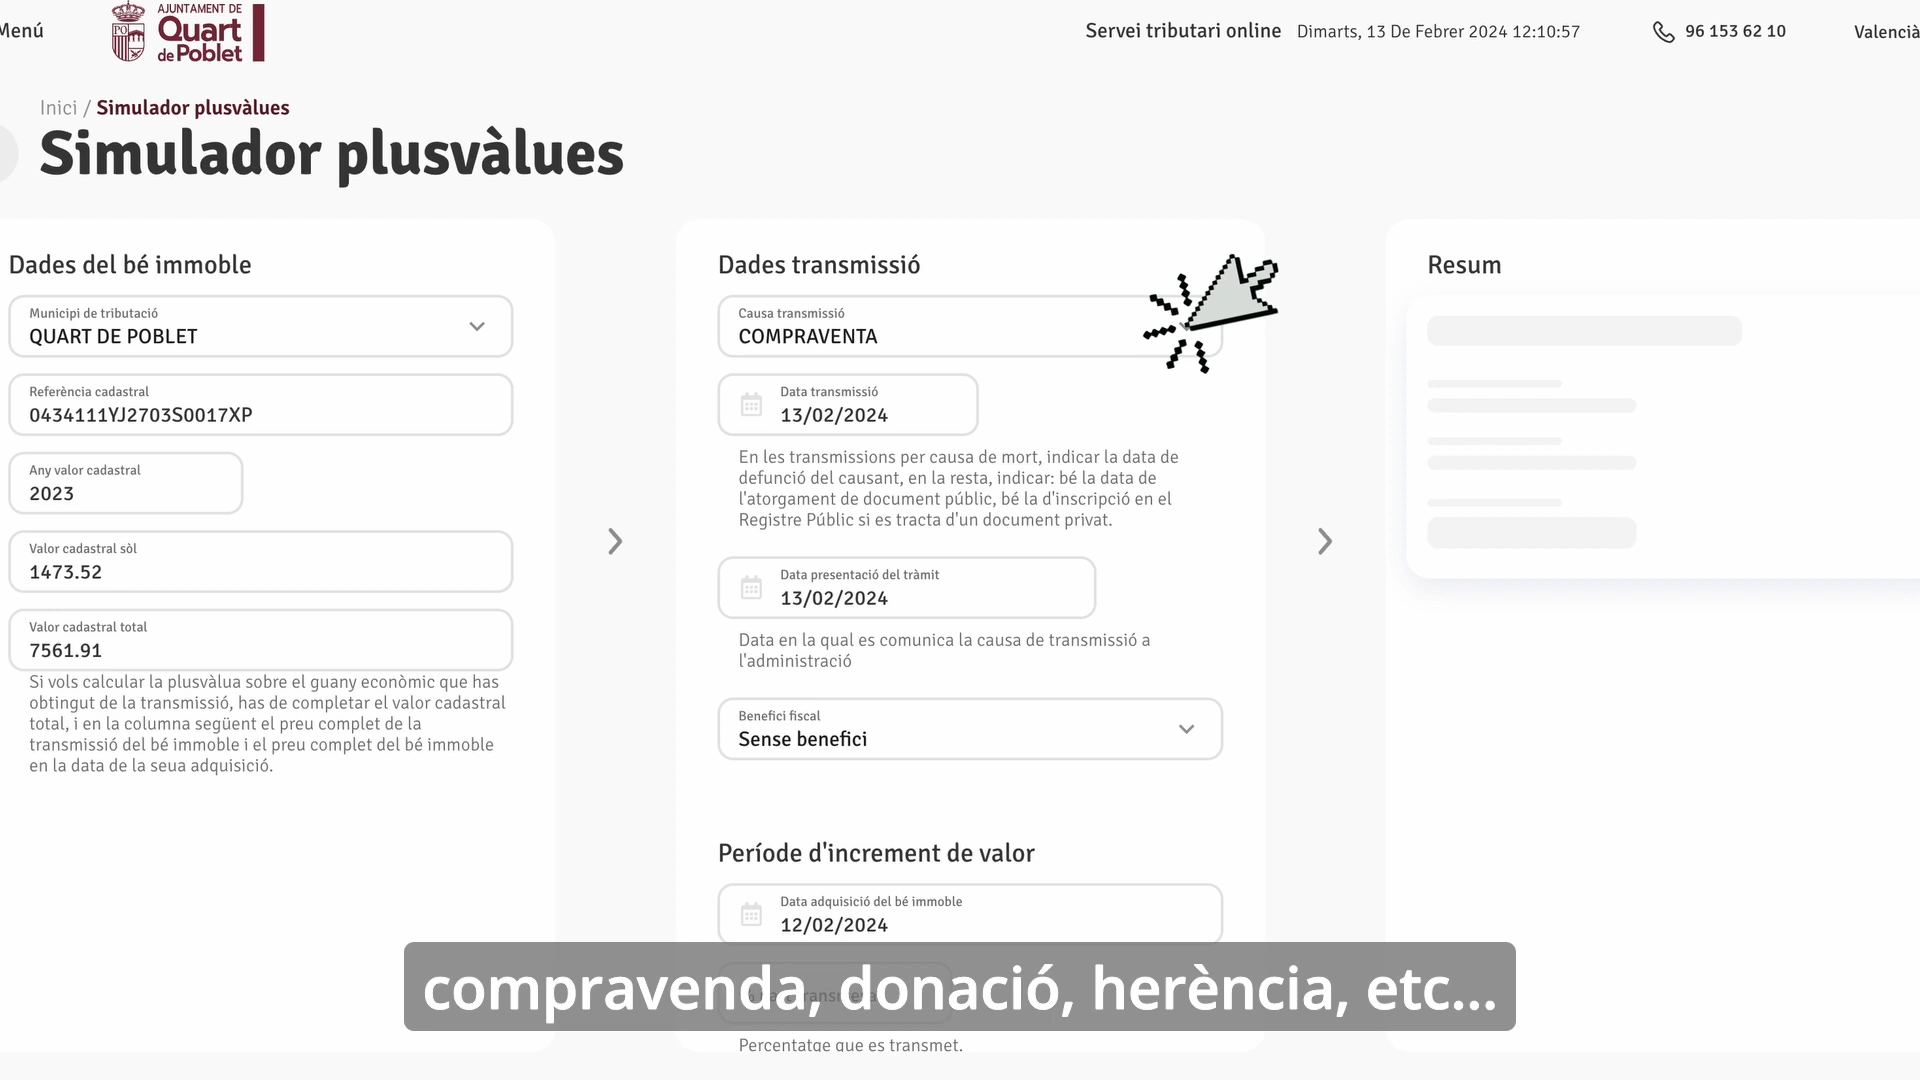 Menú
AJUNTAMENT DE
Quart
de Poblet
Servei tributari online
Dimarts, 13 De Febrer 2024 12:10:57
96 153 62 10
Valencià
Inici / Simulador plusvàlues
Simulador plusvàlues
Dades del bé immoble
Municipi de tributació
QUART DE POBLET
Referència cadastral
0434111YJ2703S0017XP
Any valor cadastral
2023
Valor cadastral sòl
1473.52
Valor cadastral total
7561.91
Si vols calcular la plusvàlua sobre el guany econòmic que has
obtingut de la transmissió, has de completar el valor cadastral
total, i en la columna següent el preu complet de la
transmissió del bé immoble i el preu complet del bé immoble
en la data de la seua adquisició.
Dades transmissió
Causa transmissió
COMPRAVENTA
Data transmissió
13/02/2024
En les transmissions per causa de mort, indicar la data de
defunció del causant, en la resta, indicar: bé la data de
l'atorgament de document públic, bé la d'inscripció en el
Registre Públic si es tracta d'un document privat.
Data presentació del tràmit
13/02/2024
Data en la qual es comunica la causa de transmissió a
l'administració
Benefici fiscal
Sense benefici
Període d'increment de valor
Data adquisició del bé immoble
12/02/2024
compravenda, donació, herència, etc...
Percentatge que es transmet.
Resum